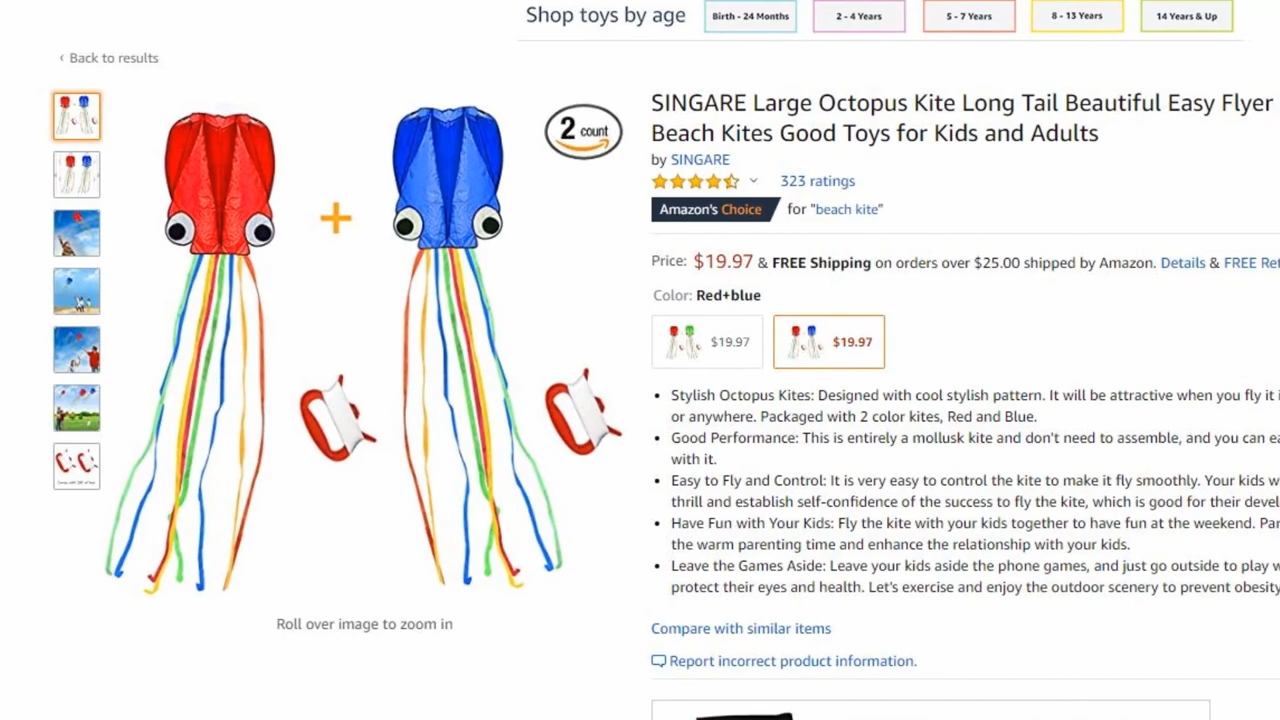 Shop toys by age
Birth - 24 Months
2 - 4 Years
5 - 7 Years
8 - 13 Years
14 Years & Up
‹ Back to results
2 count
SINGARE Large Octopus Kite Long Tail Beautiful Easy Flyer
Beach Kites Good Toys for Kids and Adults
by SINGARE
323 ratings
Amazon's Choice for "beach kite"
Price: $19.97 & FREE Shipping on orders over $25.00 shipped by Amazon. Details & FREE
Color: Red+blue
$19.97
$19.97
• Stylish Octopus Kites: Designed with cool stylish pattern. It will be attractive when you fly it
or anywhere. Packaged with 2 color kites, Red and Blue.
• Good Performance: This is entirely a mollusk kite and don't need to assemble, and you can
with it.
• Easy to Fly and Control: It is very easy to control the kite to make it fly smoothly. Your kids
thrill and establish self-confidence of the success to fly the kite, which is good for their
• Have Fun with Your Kids: Fly the kite with your kids together to have fun at the weekend.
the warm parenting time and enhance the relationship with your kids.
• Leave the Games Aside: Leave your kids aside the phone games, and just go outside to play
protect their eyes and health. Let's exercise and enjoy the outdoor scenery to prevent obesity
Roll over image to zoom in
Compare with similar items
Report incorrect product information.